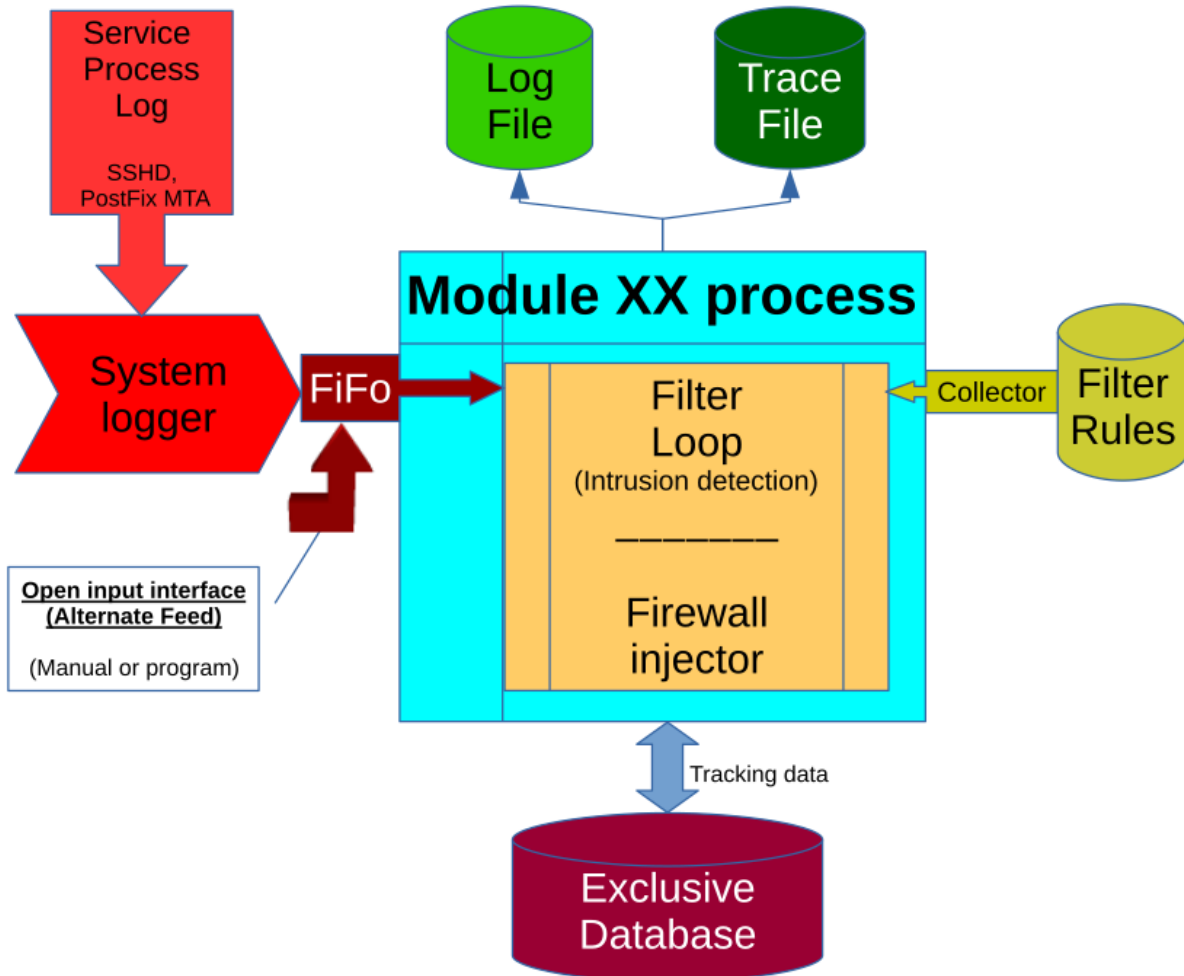 Service
Process
Log
SSHD,
PostFix MTA
Log
File
Trace
File
Module XX process
System
logger
FiFo
Filter
Loop
(Intrusion detection)
_______
Firewall
injector
Collector
Filter
Rules
Open input interface
(Alternate Feed)
(Manual or program)
Tracking data
Exclusive
Database